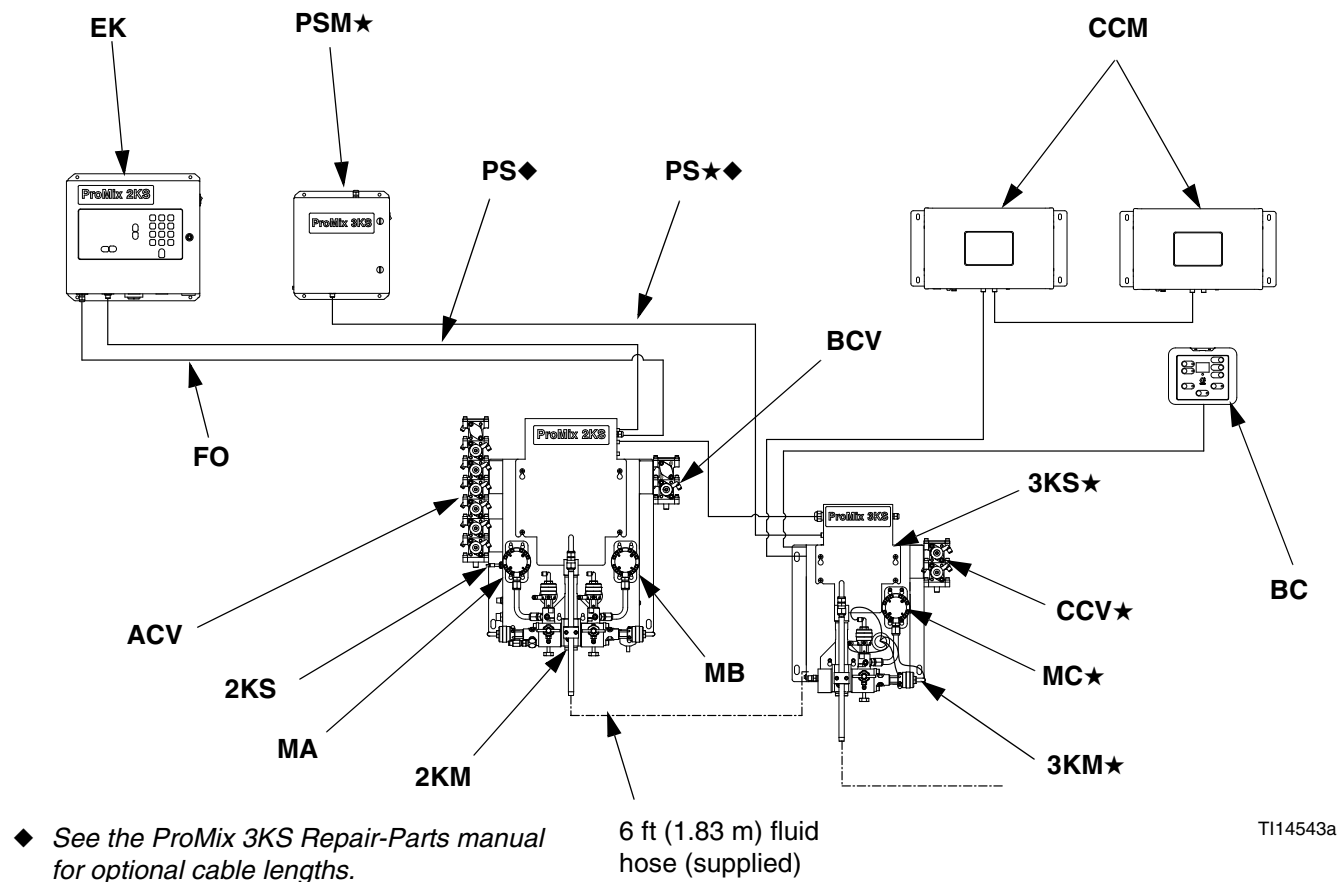 EK
PSM★
CCM
PS◆
PS★◆
ProMix 2KS
ProMix 3KS
BCV
FO
ProMix 2KS
3KS★
ProMix 3KS
BC
CCV★
ACV
MB
MC★
2KS
MA
2KM
3KM★
◆ See the ProMix 3KS Repair-Parts manual
for optional cable lengths.
6 ft (1.83 m) fluid
hose (supplied)
TI14543a